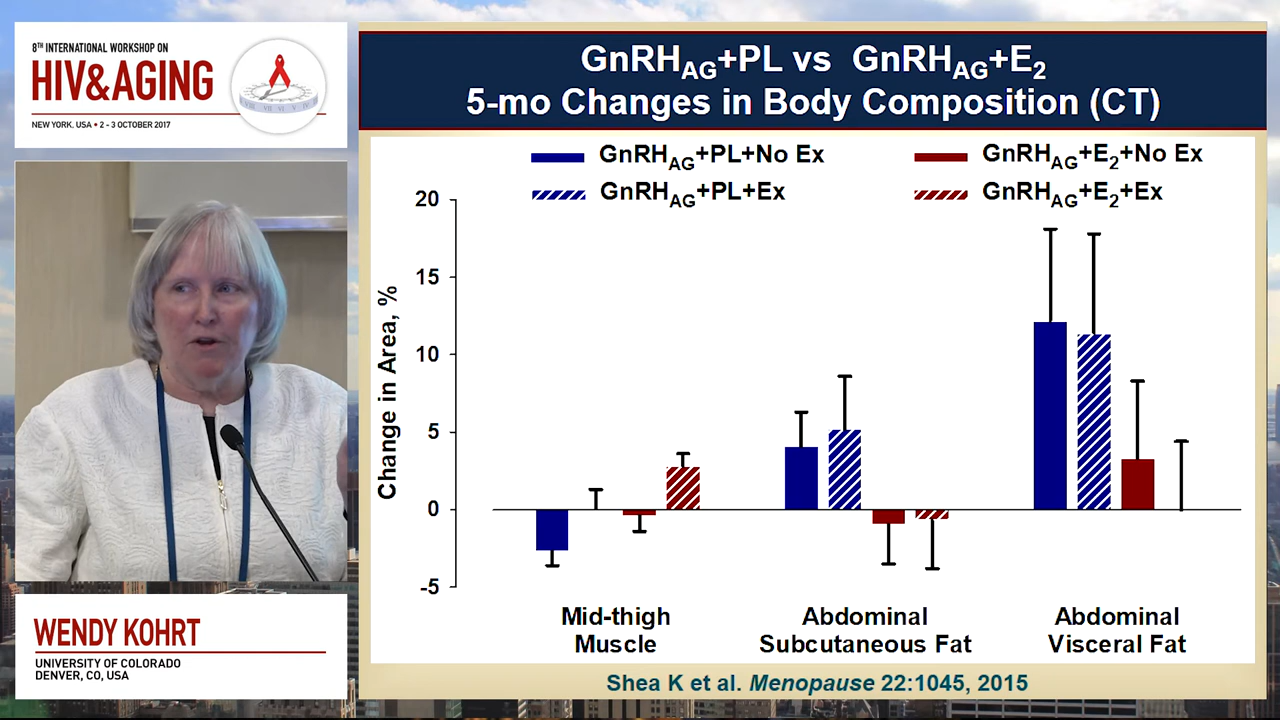 8TH INTERNATIONAL WORKSHOP ON
HIV&AGING
NEW YORK, USA • 2 - 3 OCTOBER 2017
WENDY KOHRT
UNIVERSITY OF COLORADO
DENVER, CO, USA
GnRHAG+PL vs GnRHAG+E2
5-mo Changes in Body Composition (CT)
GnRHAG+PL+No Ex
GnRHAG+E2+No Ex
GnRHAG+PL+Ex
GnRHAG+E2+Ex
Change in Area, %
20
15
10
5
0
-5
Mid-thigh
Muscle
Abdominal
Subcutaneous Fat
Abdominal
Visceral Fat
Shea K et al. Menopause 22:1045, 2015